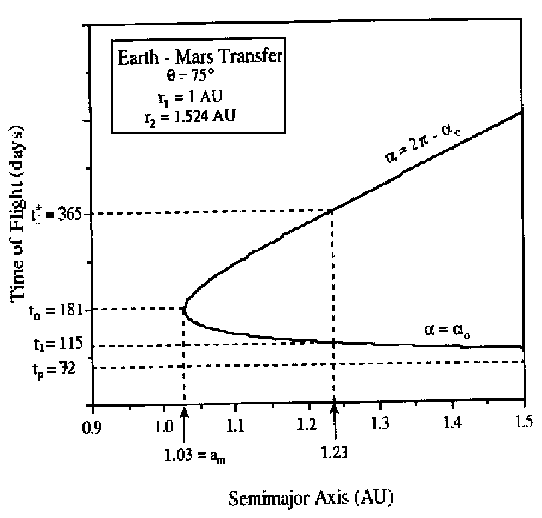 Earth - Mars Transfer
θ = 75°
r₁ = 1 AU
r₂ = 1.524 AU
α = 2π - α₀
α = α₀
Time of Flight (days)
= 365
tₘ = 181
t₁ = 115
tₚ = 72
0.9 1.0 1.1 1.2 1.3 1.4 1.5
1.03 = aₘ
1.23
Semimajor Axis (AU)